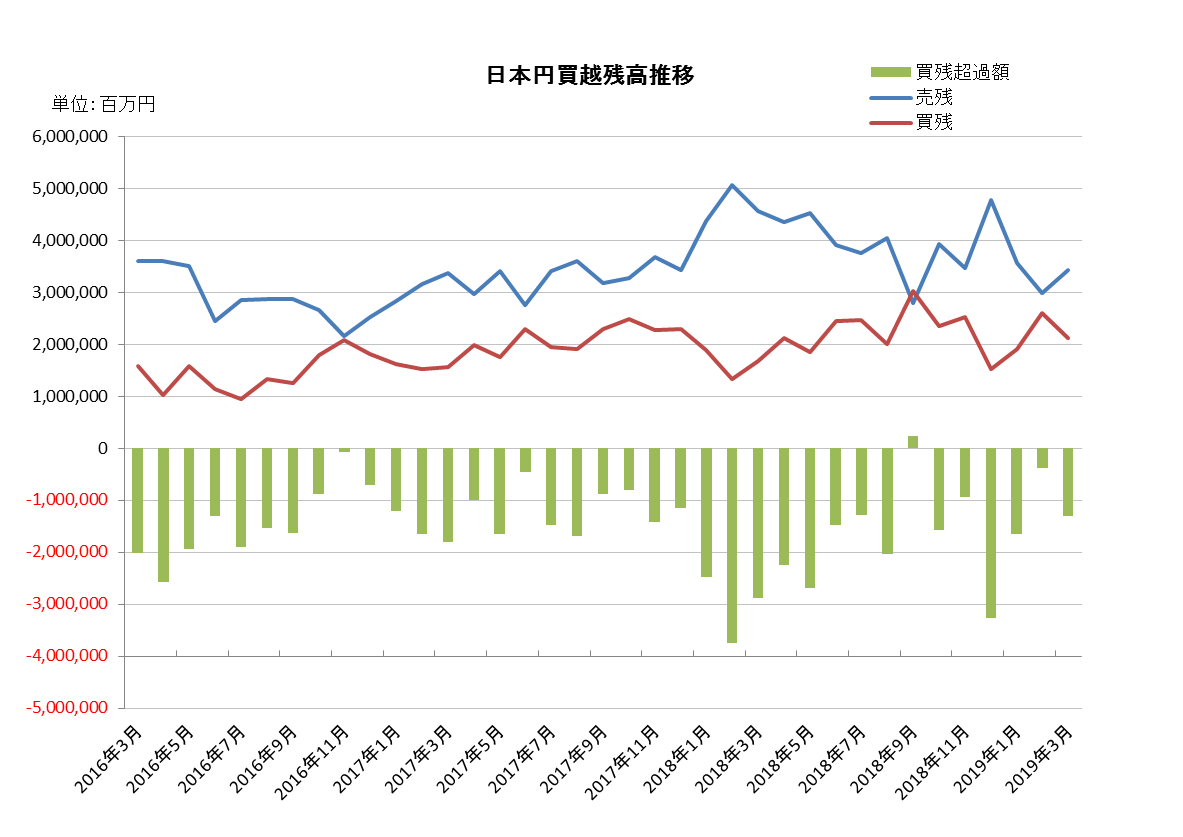 日本円買越残高推移
買残超過額
売残
買残
単位: 百万円
6,000,000
5,000,000
4,000,000
3,000,000
2,000,000
1,000,000
0
-1,000,000
-2,000,000
-3,000,000
-4,000,000
-5,000,000
2016年3月
2016年5月
2016年7月
2016年9月
2016年11月
2017年1月
2017年3月
2017年5月
2017年7月
2017年9月
2017年11月
2018年1月
2018年3月
2018年5月
2018年7月
2018年9月
2018年11月
2019年1月
2019年3月